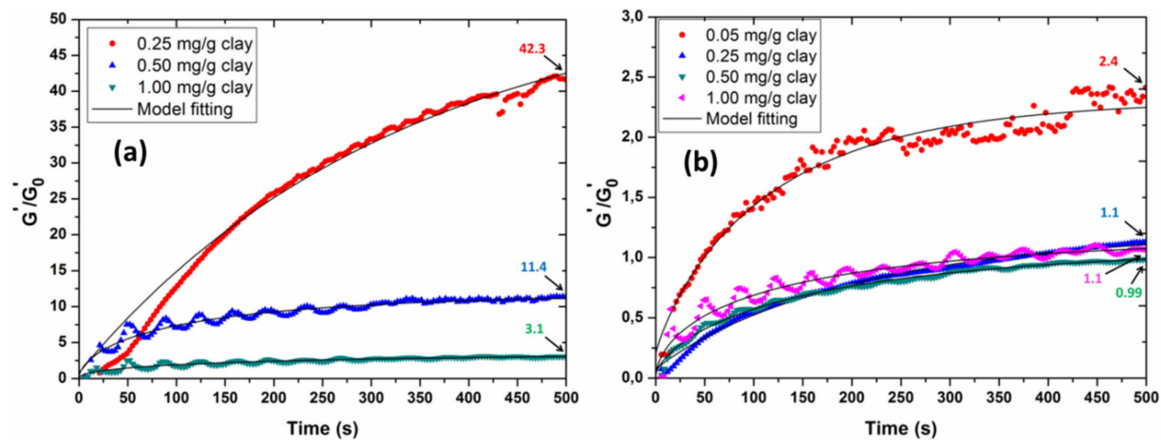 50
45
40
35
30
25
20
15
10
5
0
G'/G0'
0.25 mg/g clay
0.50 mg/g clay
1.00 mg/g clay
Model fitting
(a)
42.3
11.4
3.1
0 50 100 150 200 250 300 350 400 450 500
Time (s)
3,0
2,5
2,0
1,5
1,0
0,5
0,0
G'/G0'
0.05 mg/g clay
0.25 mg/g clay
0.50 mg/g clay
1.00 mg/g clay
Model fitting
(b)
2.4
1.1
1.1
0.99
0 50 100 150 200 250 300 350 400 450 500
Time (s)